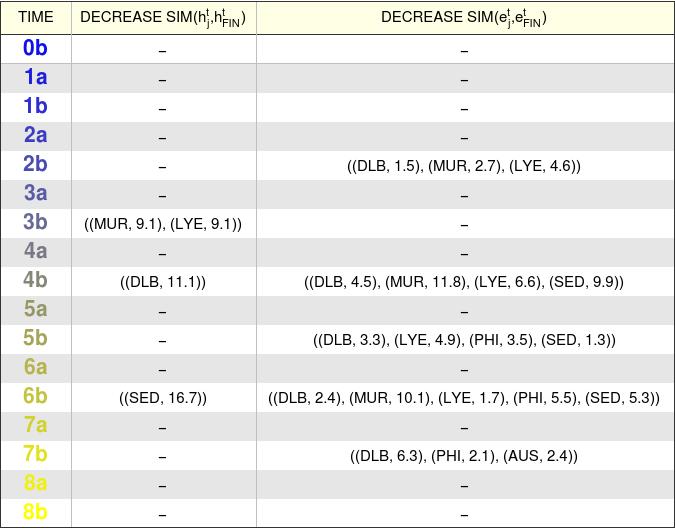 TIME DECREASE SIM(h_j^t,h_FIN^t) DECREASE SIM(e_j^t,e_FIN^t)
0b – –
1a – –
1b – –
2a – –
2b – ((DLB, 1.5), (MUR, 2.7), (LYE, 4.6))
3a – –
3b ((MUR, 9.1), (LYE, 9.1)) –
4a – –
4b ((DLB, 11.1)) ((DLB, 4.5), (MUR, 11.8), (LYE, 6.6), (SED, 9.9))
5a – –
5b – ((DLB, 3.3), (LYE, 4.9), (PHI, 3.5), (SED, 1.3))
6a – –
6b ((SED, 16.7)) ((DLB, 2.4), (MUR, 10.1), (LYE, 1.7), (PHI, 5.5), (SED, 5.3))
7a – –
7b – ((DLB, 6.3), (PHI, 2.1), (AUS, 2.4))
8a – –
8b – –